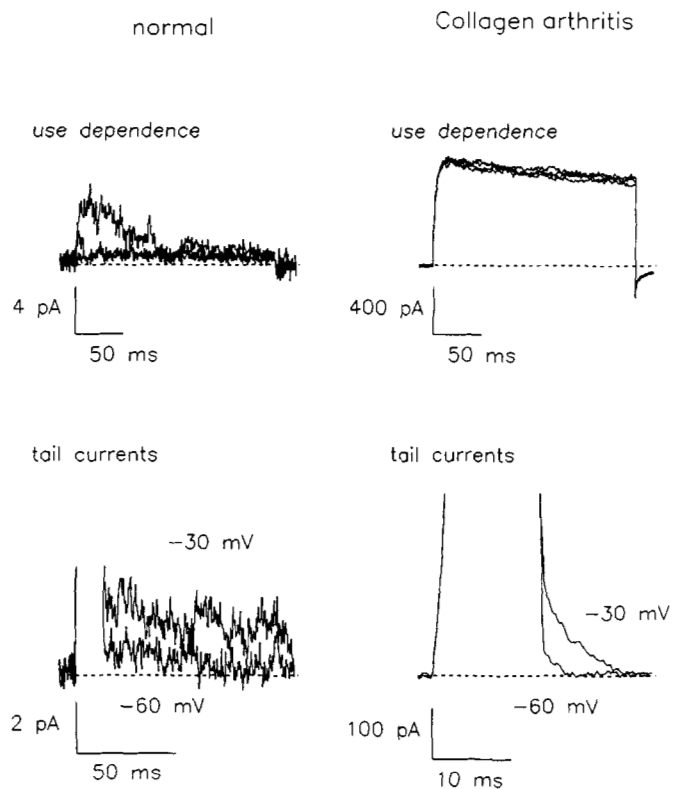 normal
Collagen arthritis
use dependence
use dependence
4 pA
50 ms
400 pA
50 ms
tail currents
tail currents
−30 mV
−60 mV
2 pA
50 ms
−30 mV
−60 mV
100 pA
10 ms